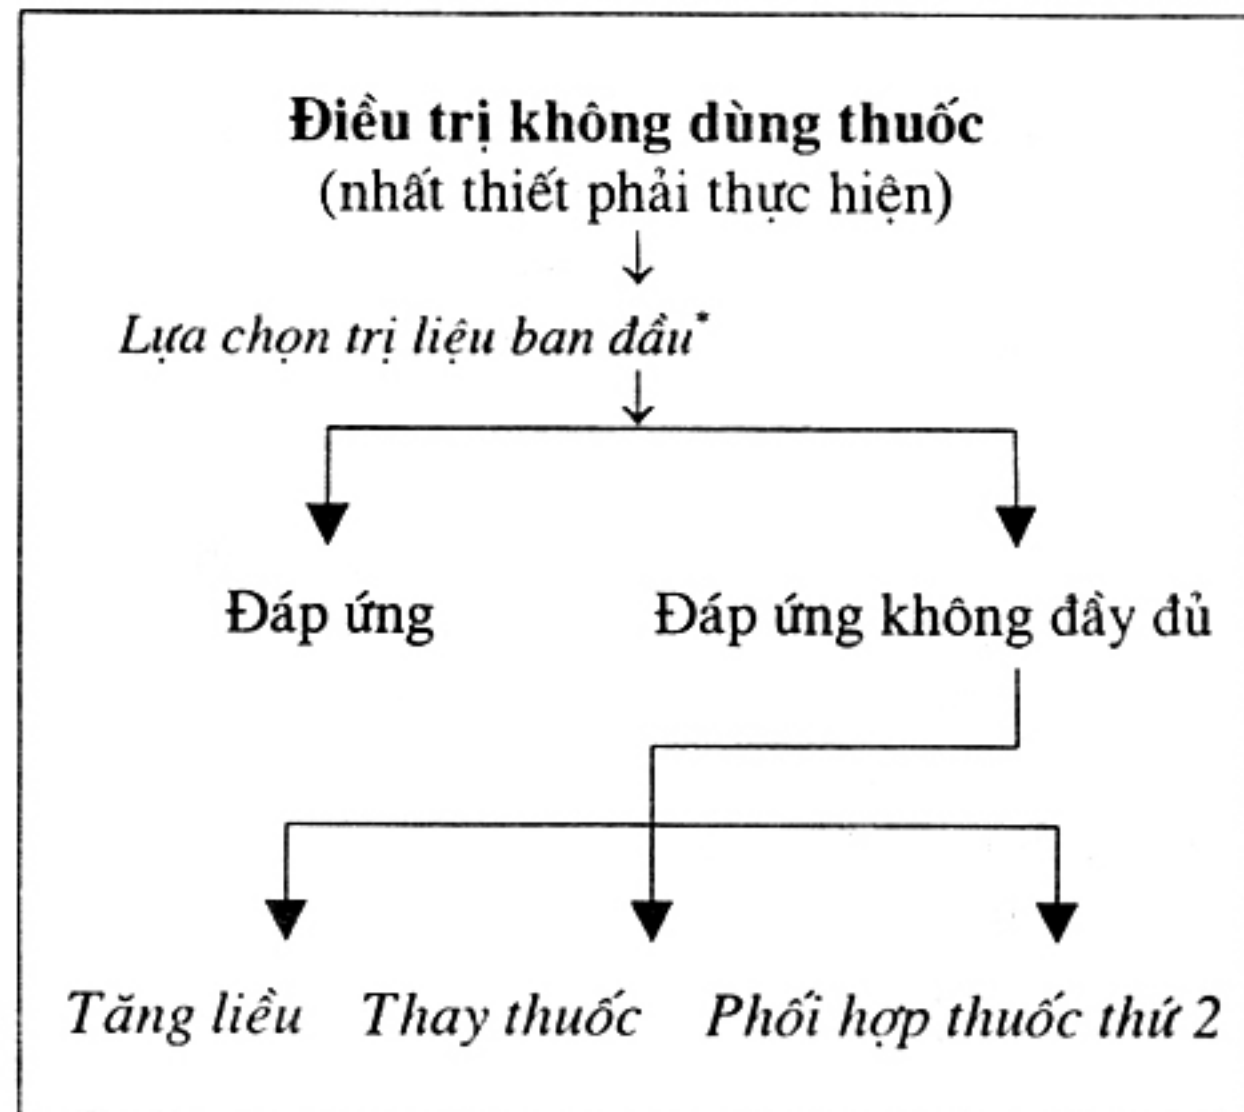 Điều trị không dùng thuốc
(nhất thiết phải thực hiện)
Lựa chọn trị liệu ban đầu*
Đáp ứng
Đáp ứng không đầy đủ
Tăng liều
Thay thuốc
Phối hợp thuốc thứ 2